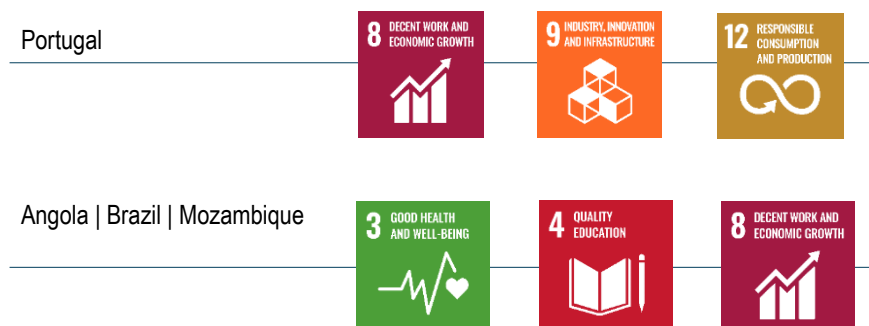 Portugal
8 DECENT WORK AND
ECONOMIC GROWTH
9 INDUSTRY, INNOVATION
AND INFRASTRUCTURE
12 RESPONSIBLE
CONSUMPTION
AND PRODUCTION
Angola | Brazil | Mozambique
3 GOOD HEALTH
AND WELL-BEING
4 QUALITY
EDUCATION
8 DECENT WORK AND
ECONOMIC GROWTH